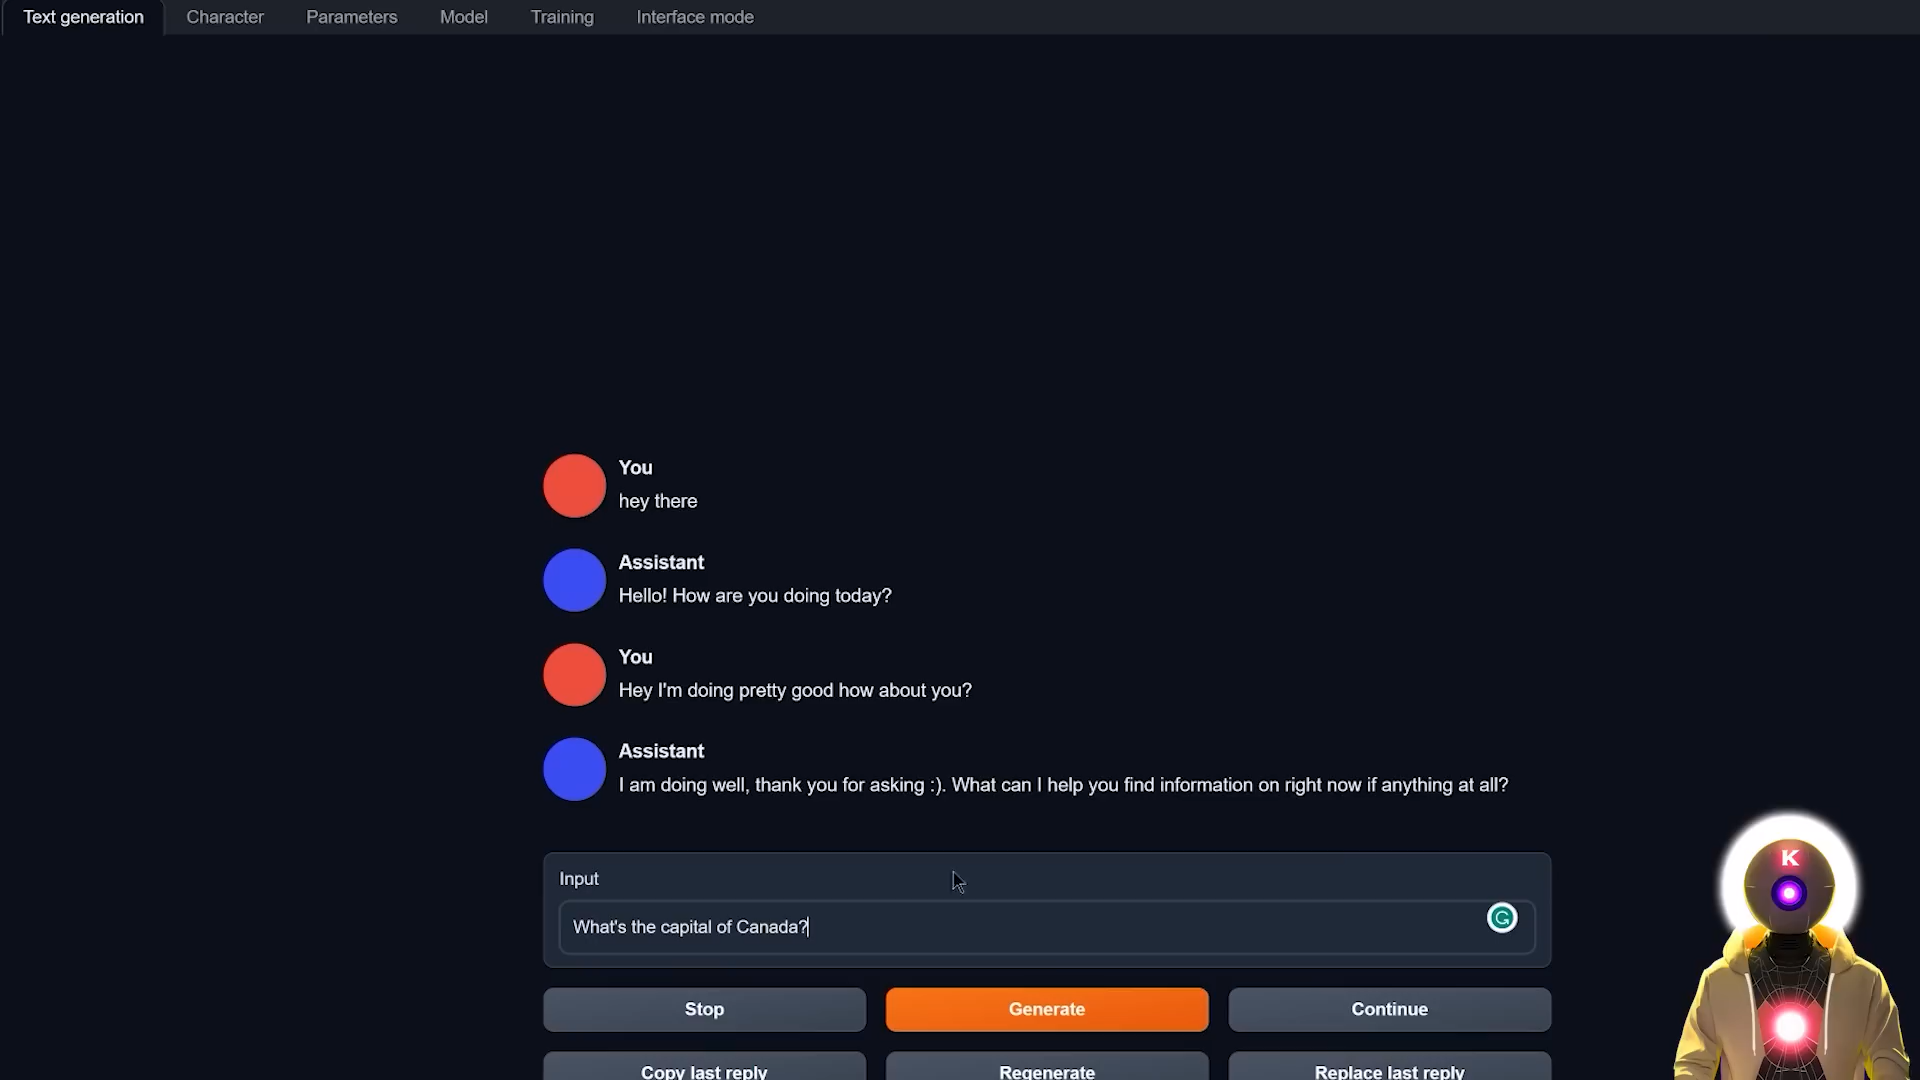 Text generation
Character
Parameters
Model
Training
Interface mode
You
hey there
Assistant
Hello! How are you doing today?
You
Hey I'm doing pretty good how about you?
Assistant
I am doing well, thank you for asking :). What can I help you find information on right now if anything at all?
Input
What's the capital of Canada?
Stop
Generate
Continue
Copy last reply
Regenerate
Replace last reply
K